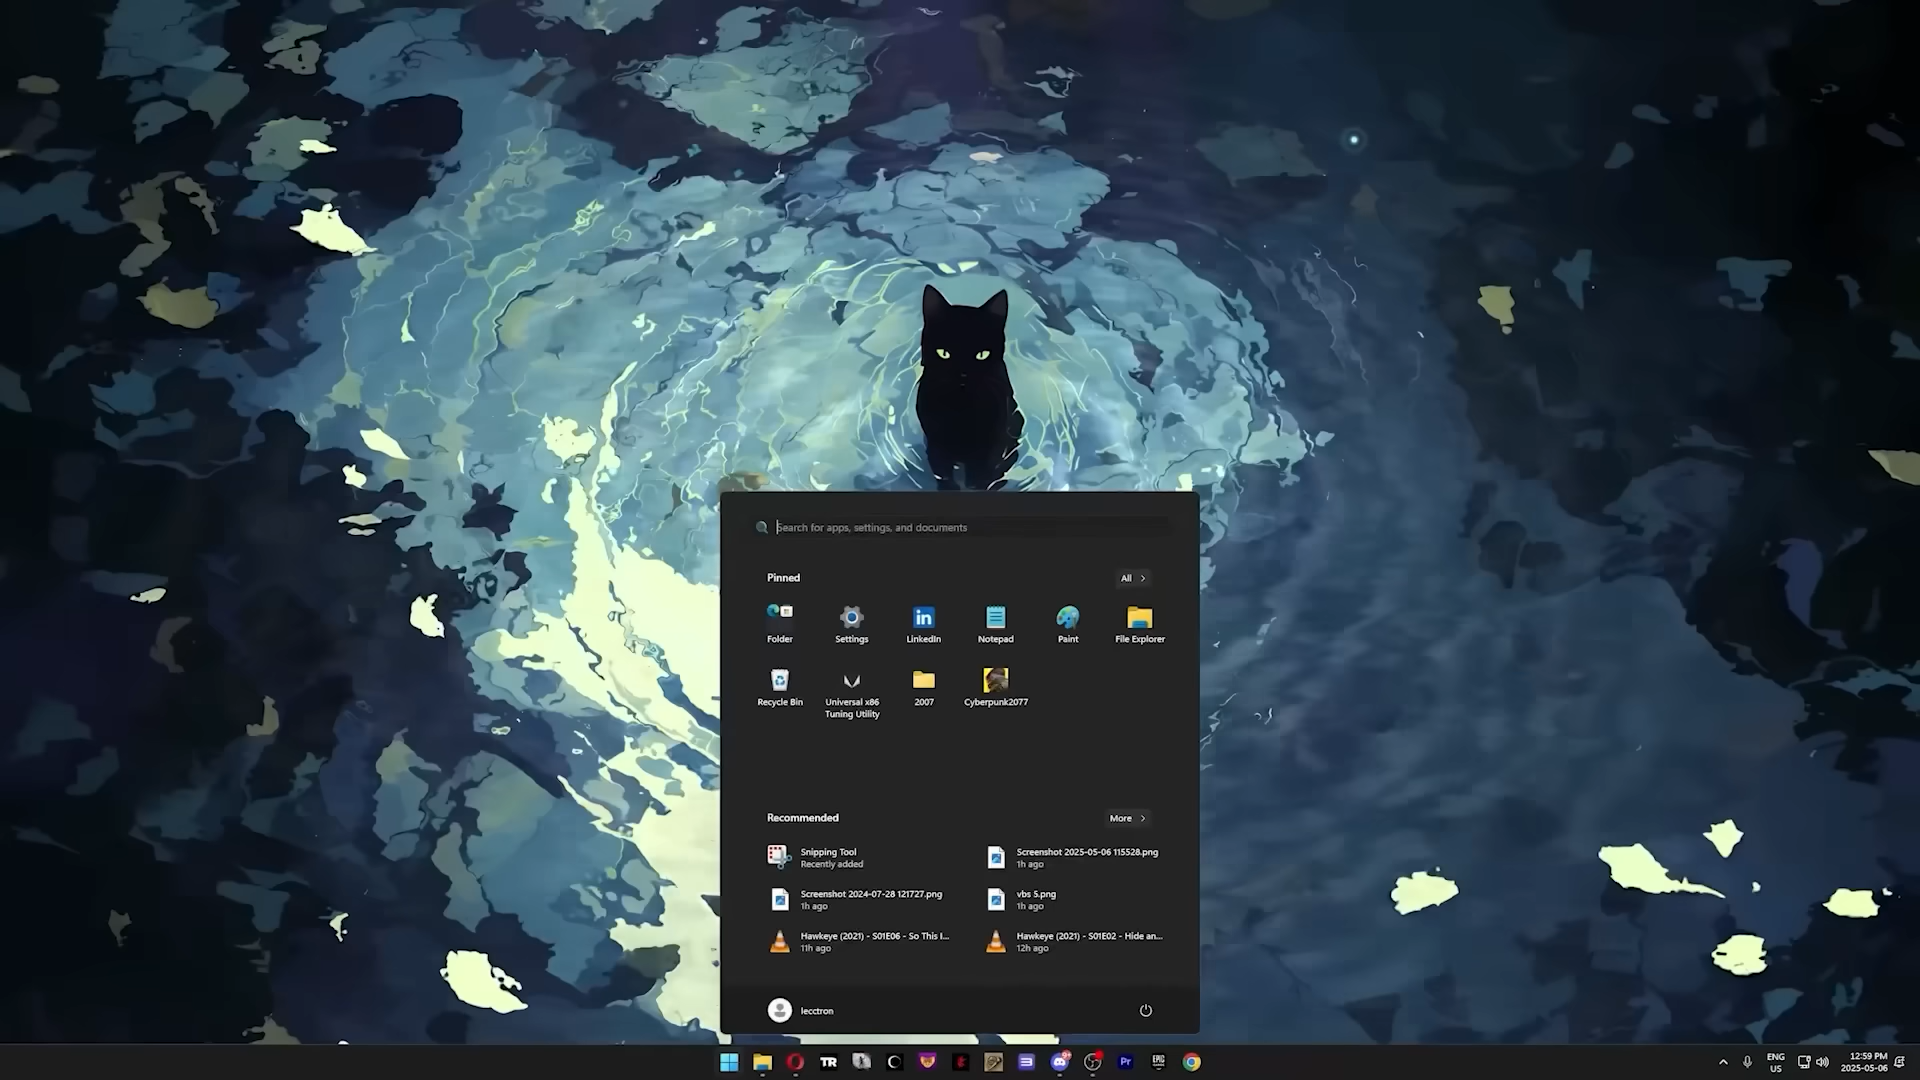 Search for apps, settings, and documents
Pinned
All
Folder
Settings
LinkedIn
Notepad
Paint
File Explorer
Recycle Bin
Universal x86
Tuning Utility
2007
Cyberpunk2077
Recommended
More
Snipping Tool
Recently added
Screenshot 2025-05-06 115528.png
1h ago
Screenshot 2024-07-28 121727.png
1h ago
vbs 5.png
1h ago
Hawkeye (2021) - S01E06 - So This I...
11h ago
Hawkeye (2021) - S01E02 - Hide an...
12h ago
lecctron
TR
Pr
EPIC
ENG
US
12:59 PM
2025-05-06